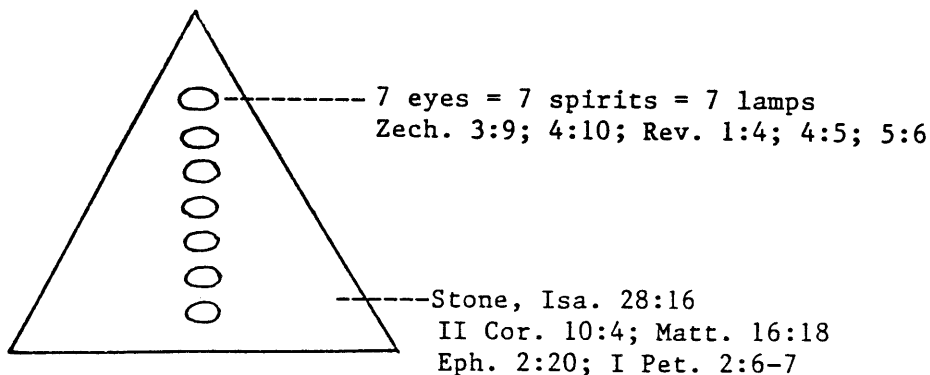 7 eyes = 7 spirits = 7 lamps
Zech. 3:9; 4:10; Rev. 1:4; 4:5; 5:6
Stone, Isa. 28:16
II Cor. 10:4; Matt. 16:18
Eph. 2:20; I Pet. 2:6-7